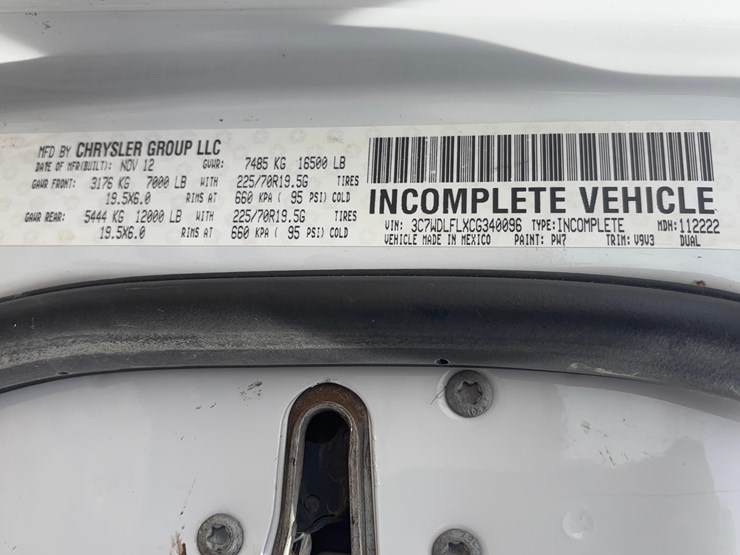 MFD BY CHRYSLER GROUP LLC
DATE OF MFR(BUILT): NOV 12 GVWR: 7485 KG 16500 LB
GAWR FRONT: 3176 KG 7000 LB WITH 225/70R19.5G TIRES
19.5X6.0 RIMS AT 660 KPA ( 95 PSI) COLD
GAWR REAR: 5444 KG 12000 LB WITH 225/70R19.5G TIRES
19.5X6.0 RIMS AT 660 KPA ( 95 PSI) COLD
INCOMPLETE VEHICLE
VIN: 3C7WDLFLXCG340096 TYPE:INCOMPLETE MDH:112222
VEHICLE MADE IN MEXICO PAINT: PW7 TRIM: V9V3 DUAL